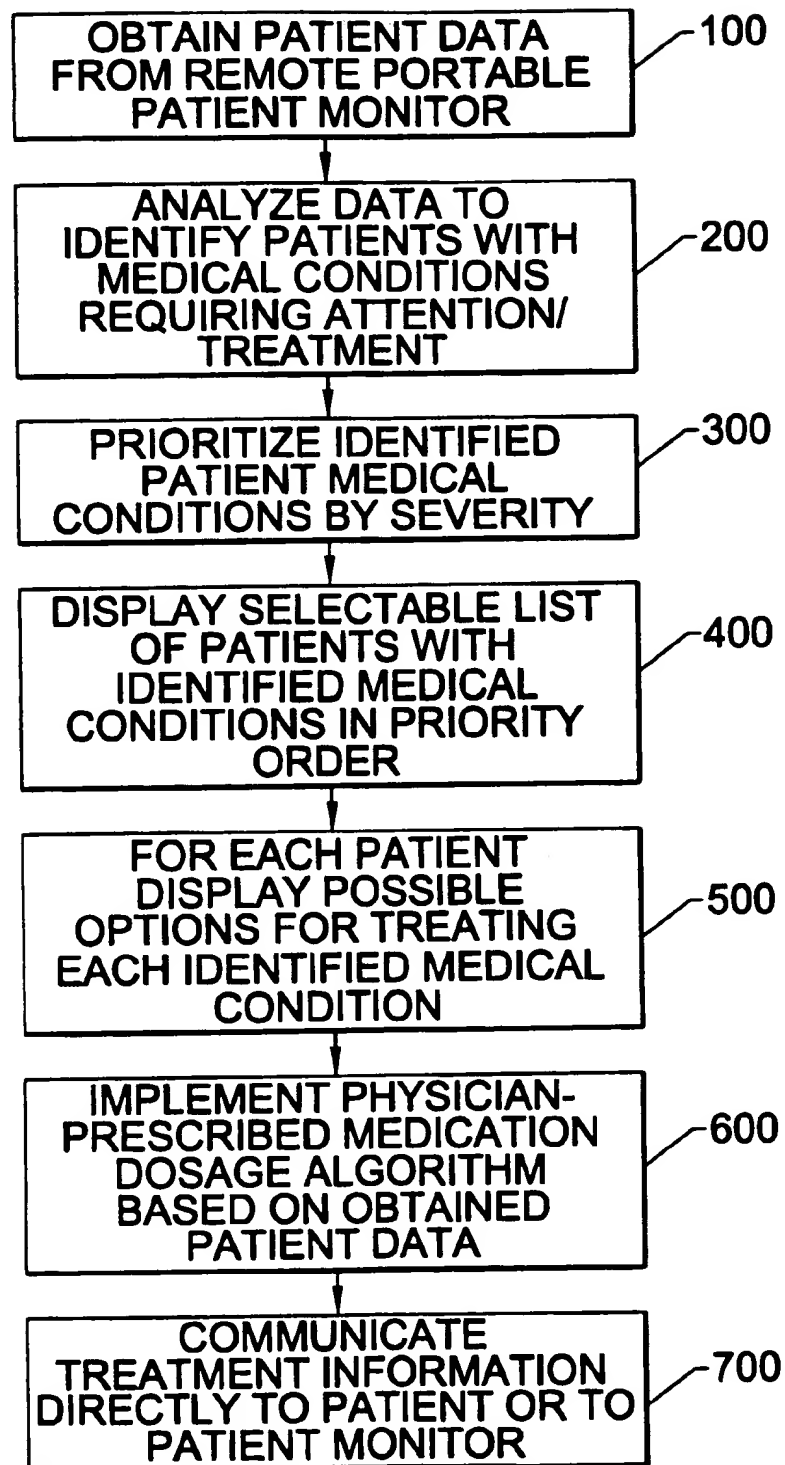 OBTAIN PATIENT DATA
FROM REMOTE PORTABLE
PATIENT MONITOR
100
ANALYZE DATA TO
IDENTIFY PATIENTS WITH
MEDICAL CONDITIONS
REQUIRING ATTENTION/
TREATMENT
200
PRIORITIZE IDENTIFIED
PATIENT MEDICAL
CONDITIONS BY SEVERITY
300
DISPLAY SELECTABLE LIST
OF PATIENTS WITH
IDENTIFIED MEDICAL
CONDITIONS IN PRIORITY
ORDER
400
FOR EACH PATIENT
DISPLAY POSSIBLE
OPTIONS FOR TREATING
EACH IDENTIFIED MEDICAL
CONDITION
500
IMPLEMENT PHYSICIAN-
PRESCRIBED MEDICATION
DOSAGE ALGORITHM
BASED ON OBTAINED
PATIENT DATA
600
COMMUNICATE
TREATMENT INFORMATION
DIRECTLY TO PATIENT OR TO
PATIENT MONITOR
700